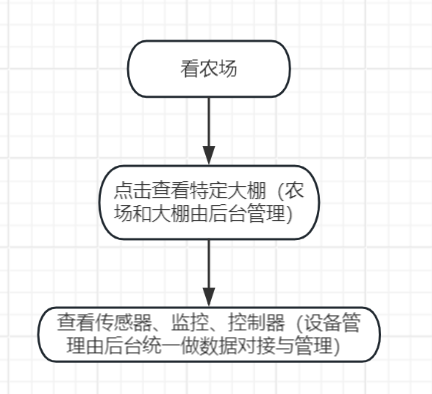 看农场
点击查看特定大棚（农
场和大棚由后台管理）
查看传感器、监控、控制器（设备管
理由后台统一做数据对接与管理）